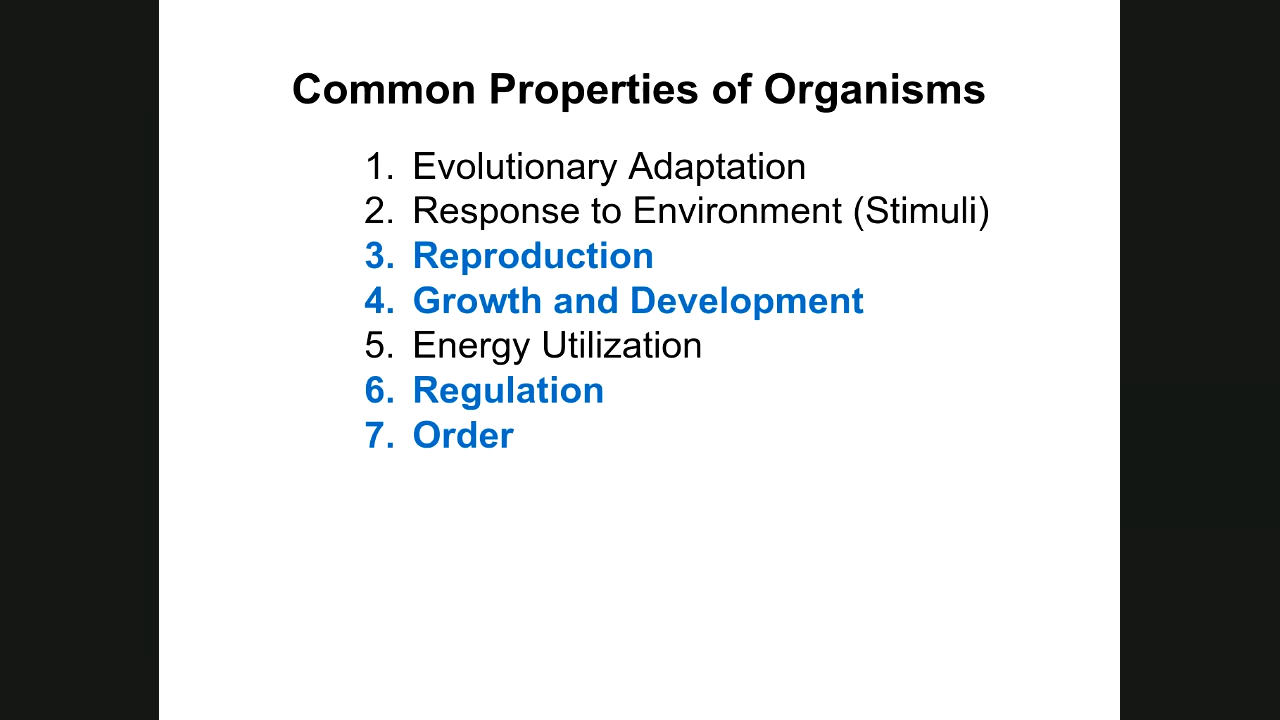 Common Properties of Organisms
1. Evolutionary Adaptation
2. Response to Environment (Stimuli)
3. Reproduction
4. Growth and Development
5. Energy Utilization
6. Regulation
7. Order